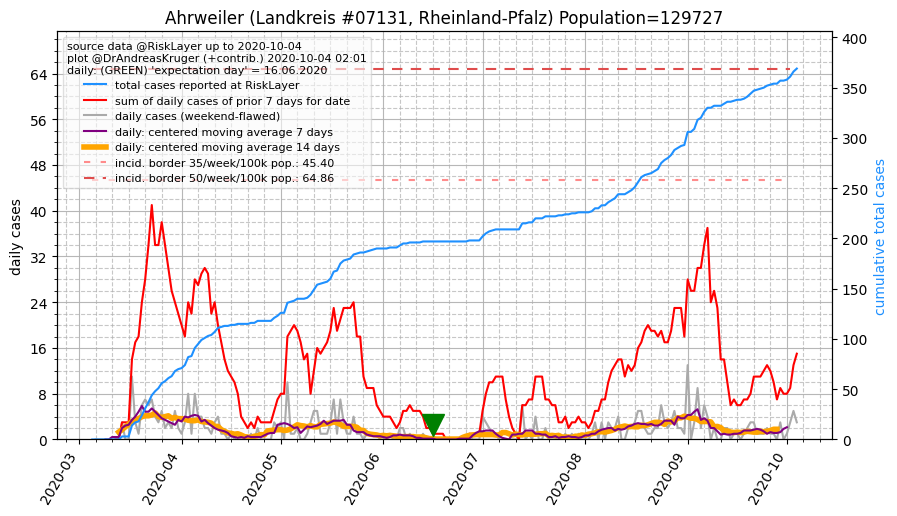 Ahrweiler (Landkreis #07131, Rheinland-Pfalz) Population=129727
source data @RiskLayer up to 2020-10-04
plot @DrAndreasKruger (+contrib.) 2020-10-04 02:01
daily: (GREEN) 'expectation day' = 16.06.2020
total cases reported at RiskLayer
sum of daily cases of prior 7 days for date
daily cases (weekend-flawed)
daily: centered moving average 7 days
daily: centered moving average 14 days
incid. border 35/week/100k pop.: 45.40
incid. border 50/week/100k pop.: 64.86
daily cases
64
56
48
40
32
24
16
8
0
400
350
300
250
200
150
100
50
0
cumulative total cases
2020-03
2020-04
2020-05
2020-06
2020-07
2020-08
2020-09
2020-10